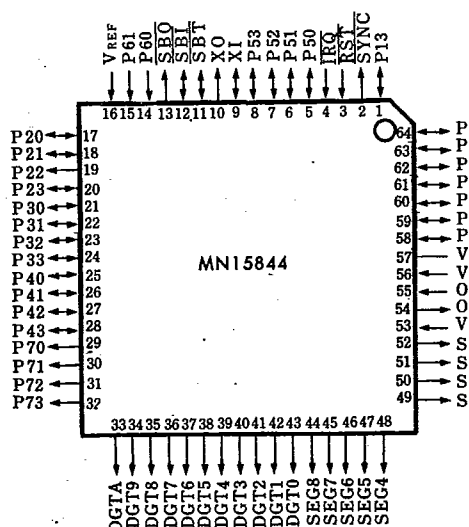 VREF
P61
P60
SBO
SBI
SBT
XO
XI
P53
P52
P51
P50
IRQ
RST
SYNC
P13
16 15 14 13 12 11 10 9 8 7 6 5 4 3 2 1
P20 17
P21 18
P22 19
P23 20
P30 21
P31 22
P32 23
P33 24
P40 25
P41 26
P42 27
P43 28
P70 29
P71 30
P72 31
P73 32
MN15844
64 P
63 P
62 P
61 P
60 P
59 P
58 P
57 V
56 V
55 O
54 O
53 V
52 S
51 S
50 S
49 S
33 34 35 36 37 38 39 40 41 42 43 44 45 46 47 48
DGTA
DGT9
DGT8
DGT7
DGT6
DGT5
DGT4
DGT3
DGT2
DGT1
DGT0
SEG8
SEG7
SEG6
SEG5
SEG4